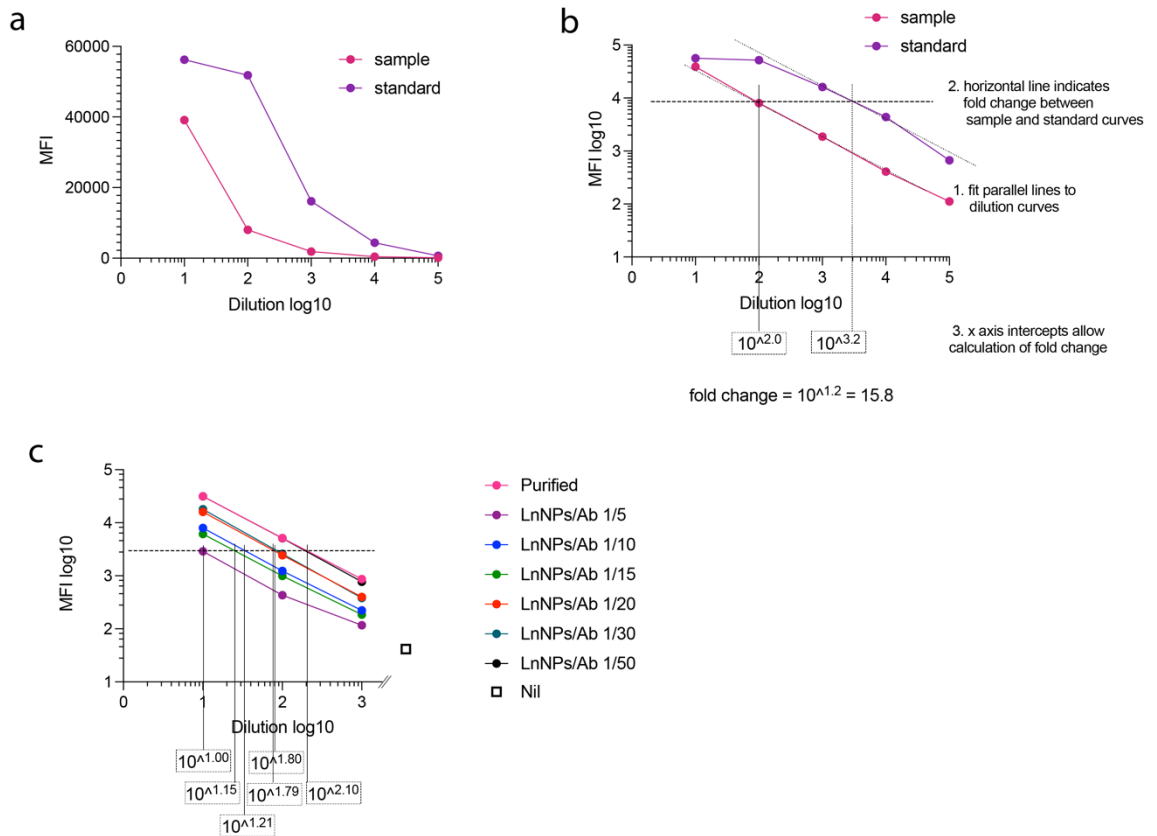 a
60000
40000
20000
0
MFI
0
1
2
3
4
5
Dilution log10
sample
standard
b
sample
standard
5
4
3
2
1
MFI log10
0
1
2
3
4
5
Dilution log10
2. horizontal line indicates
fold change between
sample and standard curves
1. fit parallel lines to
dilution curves
10^2.0
10^3.2
3. x axis intercepts allow
calculation of fold change
fold change = 10^1.2 = 15.8
c
5
4
3
2
1
MFI log10
0
1
2
3
//
Dilution log10
10^1.00
10^1.80
10^1.15
10^1.79
10^2.10
10^1.21
Purified
LnNPs/Ab 1/5
LnNPs/Ab 1/10
LnNPs/Ab 1/15
LnNPs/Ab 1/20
LnNPs/Ab 1/30
LnNPs/Ab 1/50
Nil